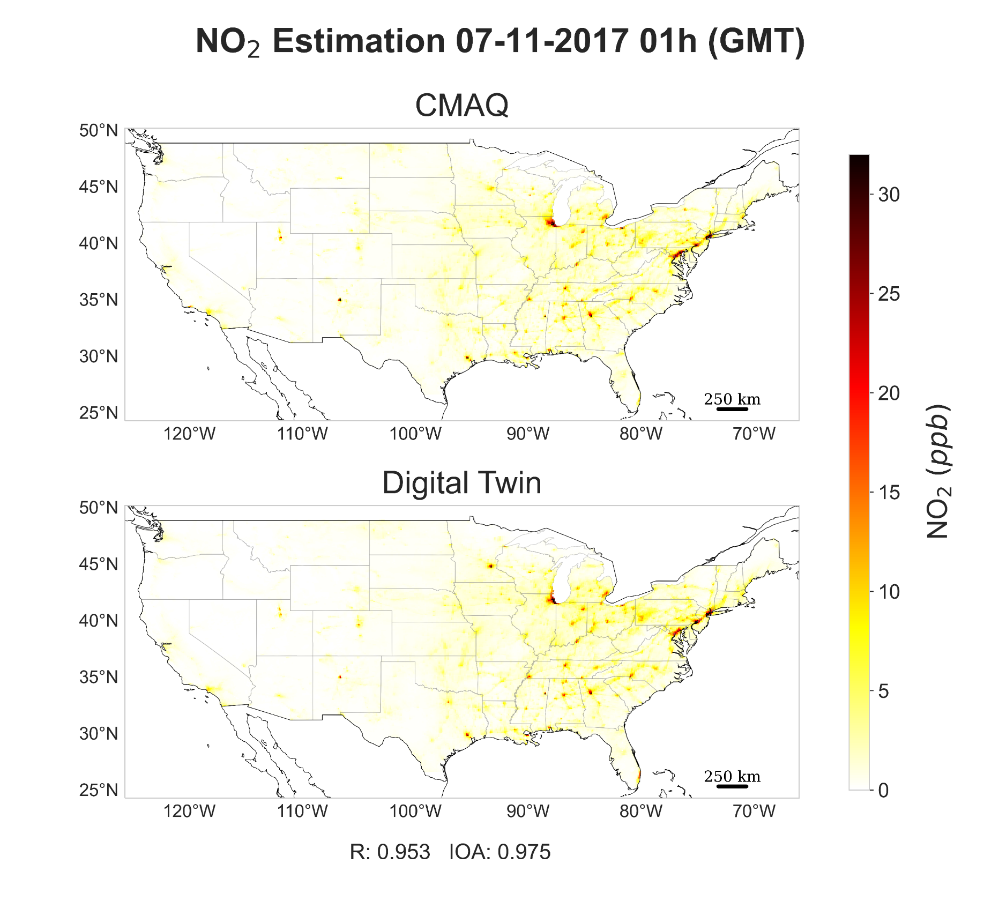 NO₂ Estimation 07-11-2017 01h (GMT)
CMAQ
50°N
45°N
40°N
35°N
30°N
25°N
250 km
120°W 110°W 100°W 90°W 80°W 70°W
Digital Twin
50°N
45°N
40°N
35°N
30°N
25°N
250 km
120°W 110°W 100°W 90°W 80°W 70°W
R: 0.953 IOA: 0.975
30
25
20
15
10
5
0
NO₂ (ppb)